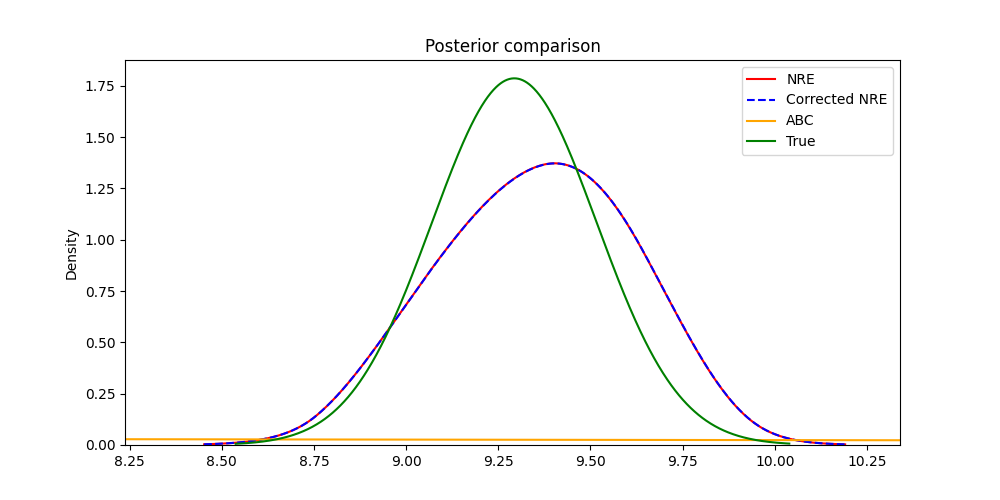 Posterior comparison
NRE
Corrected NRE
ABC
True
Density
1.75
1.50
1.25
1.00
0.75
0.50
0.25
0.00
8.25 8.50 8.75 9.00 9.25 9.50 9.75 10.00 10.25